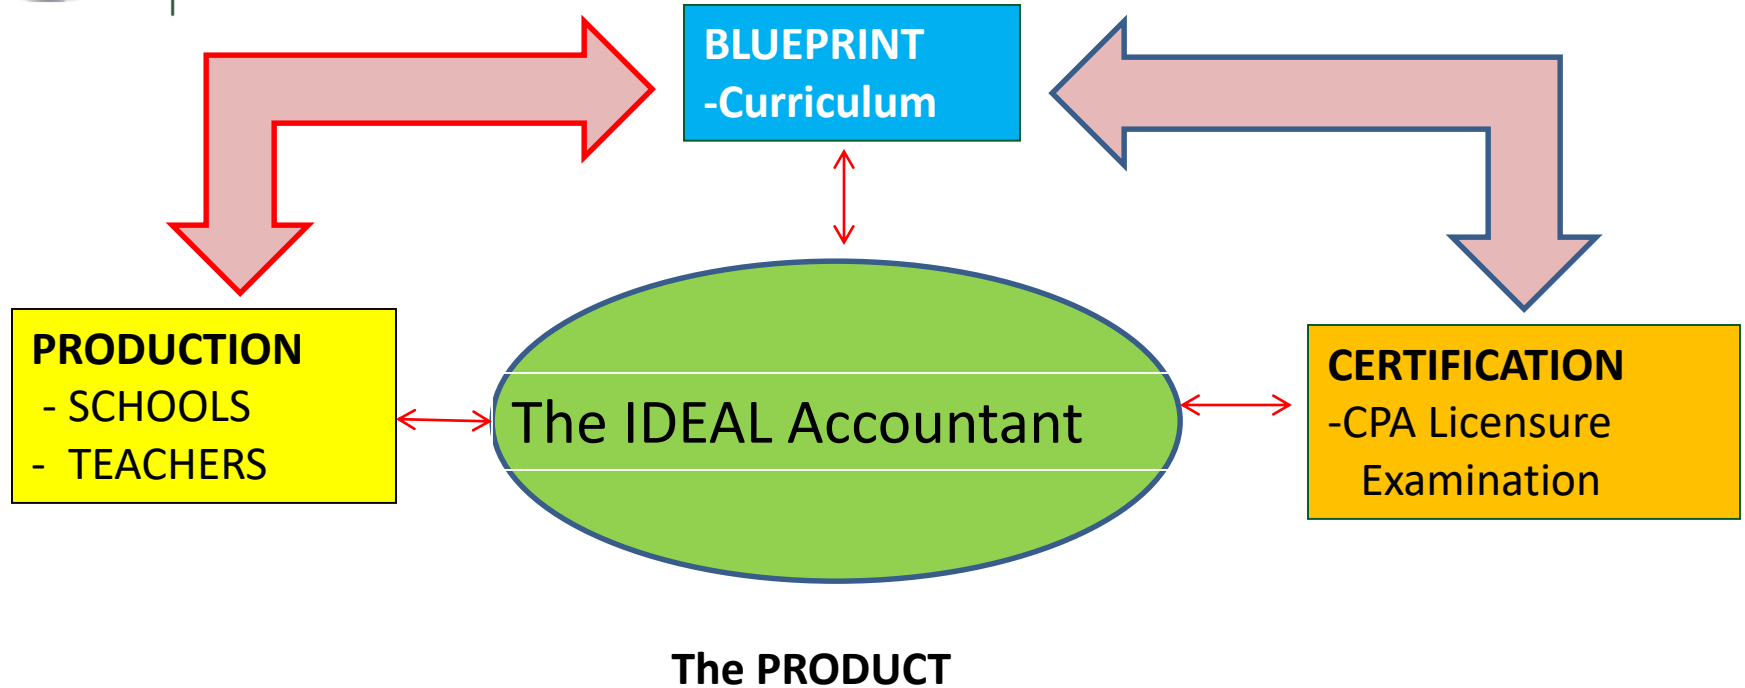 BLUEPRINT
-Curriculum
PRODUCTION
- SCHOOLS
- TEACHERS
The IDEAL Accountant
CERTIFICATION
-CPA Licensure
Examination
The PRODUCT